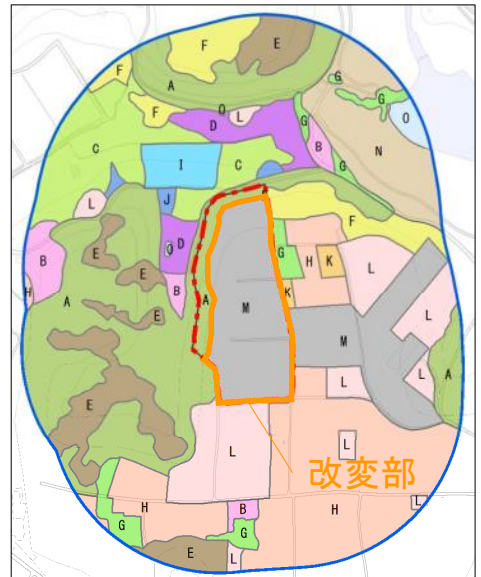 F E
F
A
G
O
F L G O
D
G B
N
C I C
G
L J
F
B E D O G H K L
H A E B A K
M
E
M L
L
L A
E
L L
改変部
H B H L
G G
E L